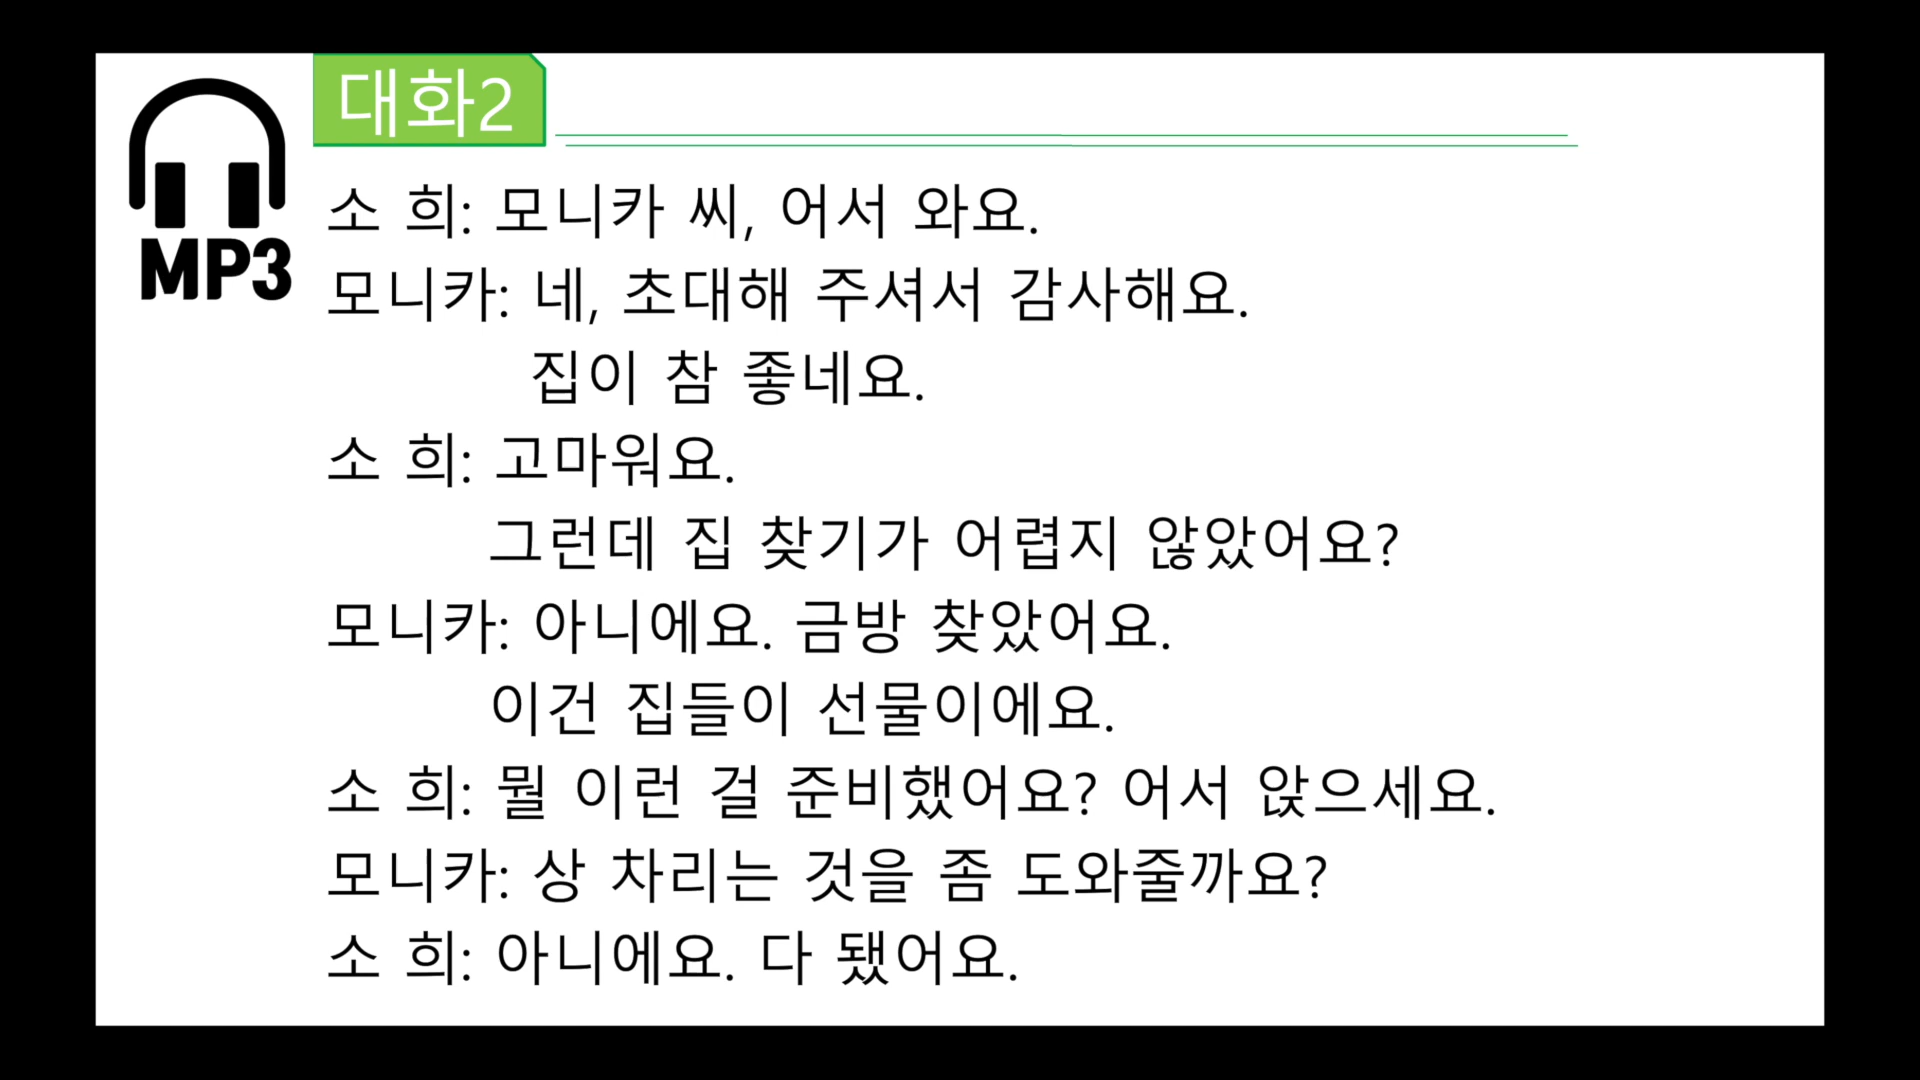 대화2
MP3
소 희: 모니카 씨, 어서 와요.
모니카: 네, 초대해 주셔서 감사해요.
집이 참 좋네요.
소 희: 고마워요.
그런데 집 찾기가 어렵지 않았어요?
모니카: 아니에요. 금방 찾았어요.
이건 집들이 선물이에요.
소 희: 뭘 이런 걸 준비했어요? 어서 앉으세요.
모니카: 상 차리는 것을 좀 도와줄까요?
소 희: 아니에요. 다 됐어요.